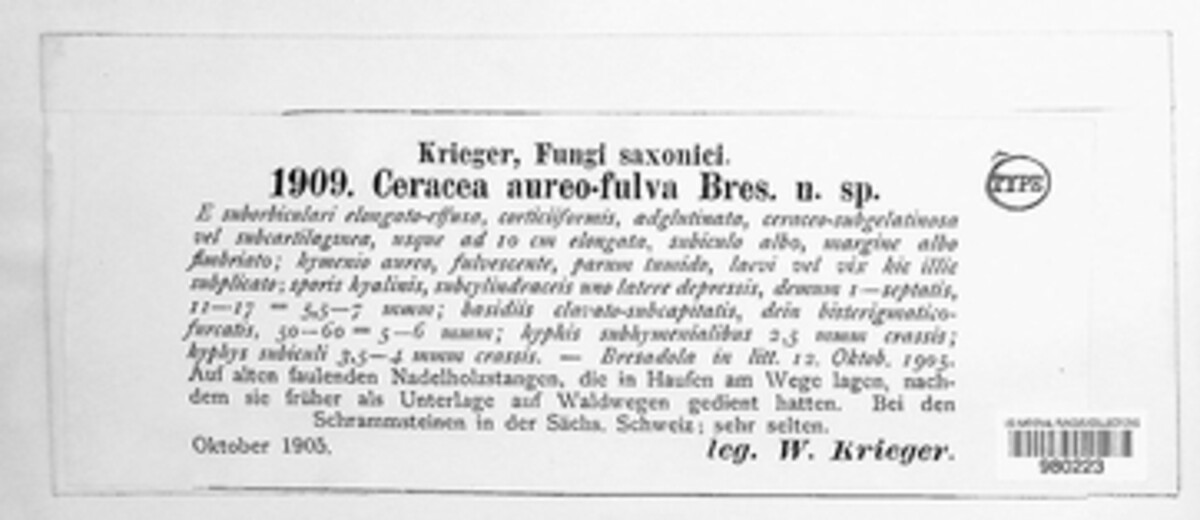 Krieger, Fungi saxonici.
1909. Ceracea aureo-fulva Bres. n. sp.
TYPE
E suborbiculari elongato-effusa, corticiiformis, adglutinata, ceraceo-subgelatinosa
vel subcartilaginea, usque ad 10 cm elongata, subiculo albo, margine albo
fimbriato; hymenio aureo, fulvescente, parum tumido, laevi vel vix hic illic
subplicato; sporis hyalinis, subcylindraceis uno latere depressis, demum 1—septatis,
11—17 = 5,5—7 mmm; basidiis clavato-subcapitatis, dein bisterigmatico-
furcatis, 50—60 = 5—6 mmm; hyphis subhymenialibus 2,5 mmm crassis;
hyphys subiculi 3,5—4 mmm crassis. — Bresadola in litt. 12. Oktob. 1905.
Auf alten faulenden Nadelholzstangen, die in Haufen am Wege lagen, nach-
dem sie früher als Unterlage auf Waldwegen gedient hatten. Bei den
Schrammsteinen in der Sächs. Schweiz; sehr selten.
Oktober 1905. leg. W. Krieger.
US NATIONAL FUNGUS COLLECTIONS
980223